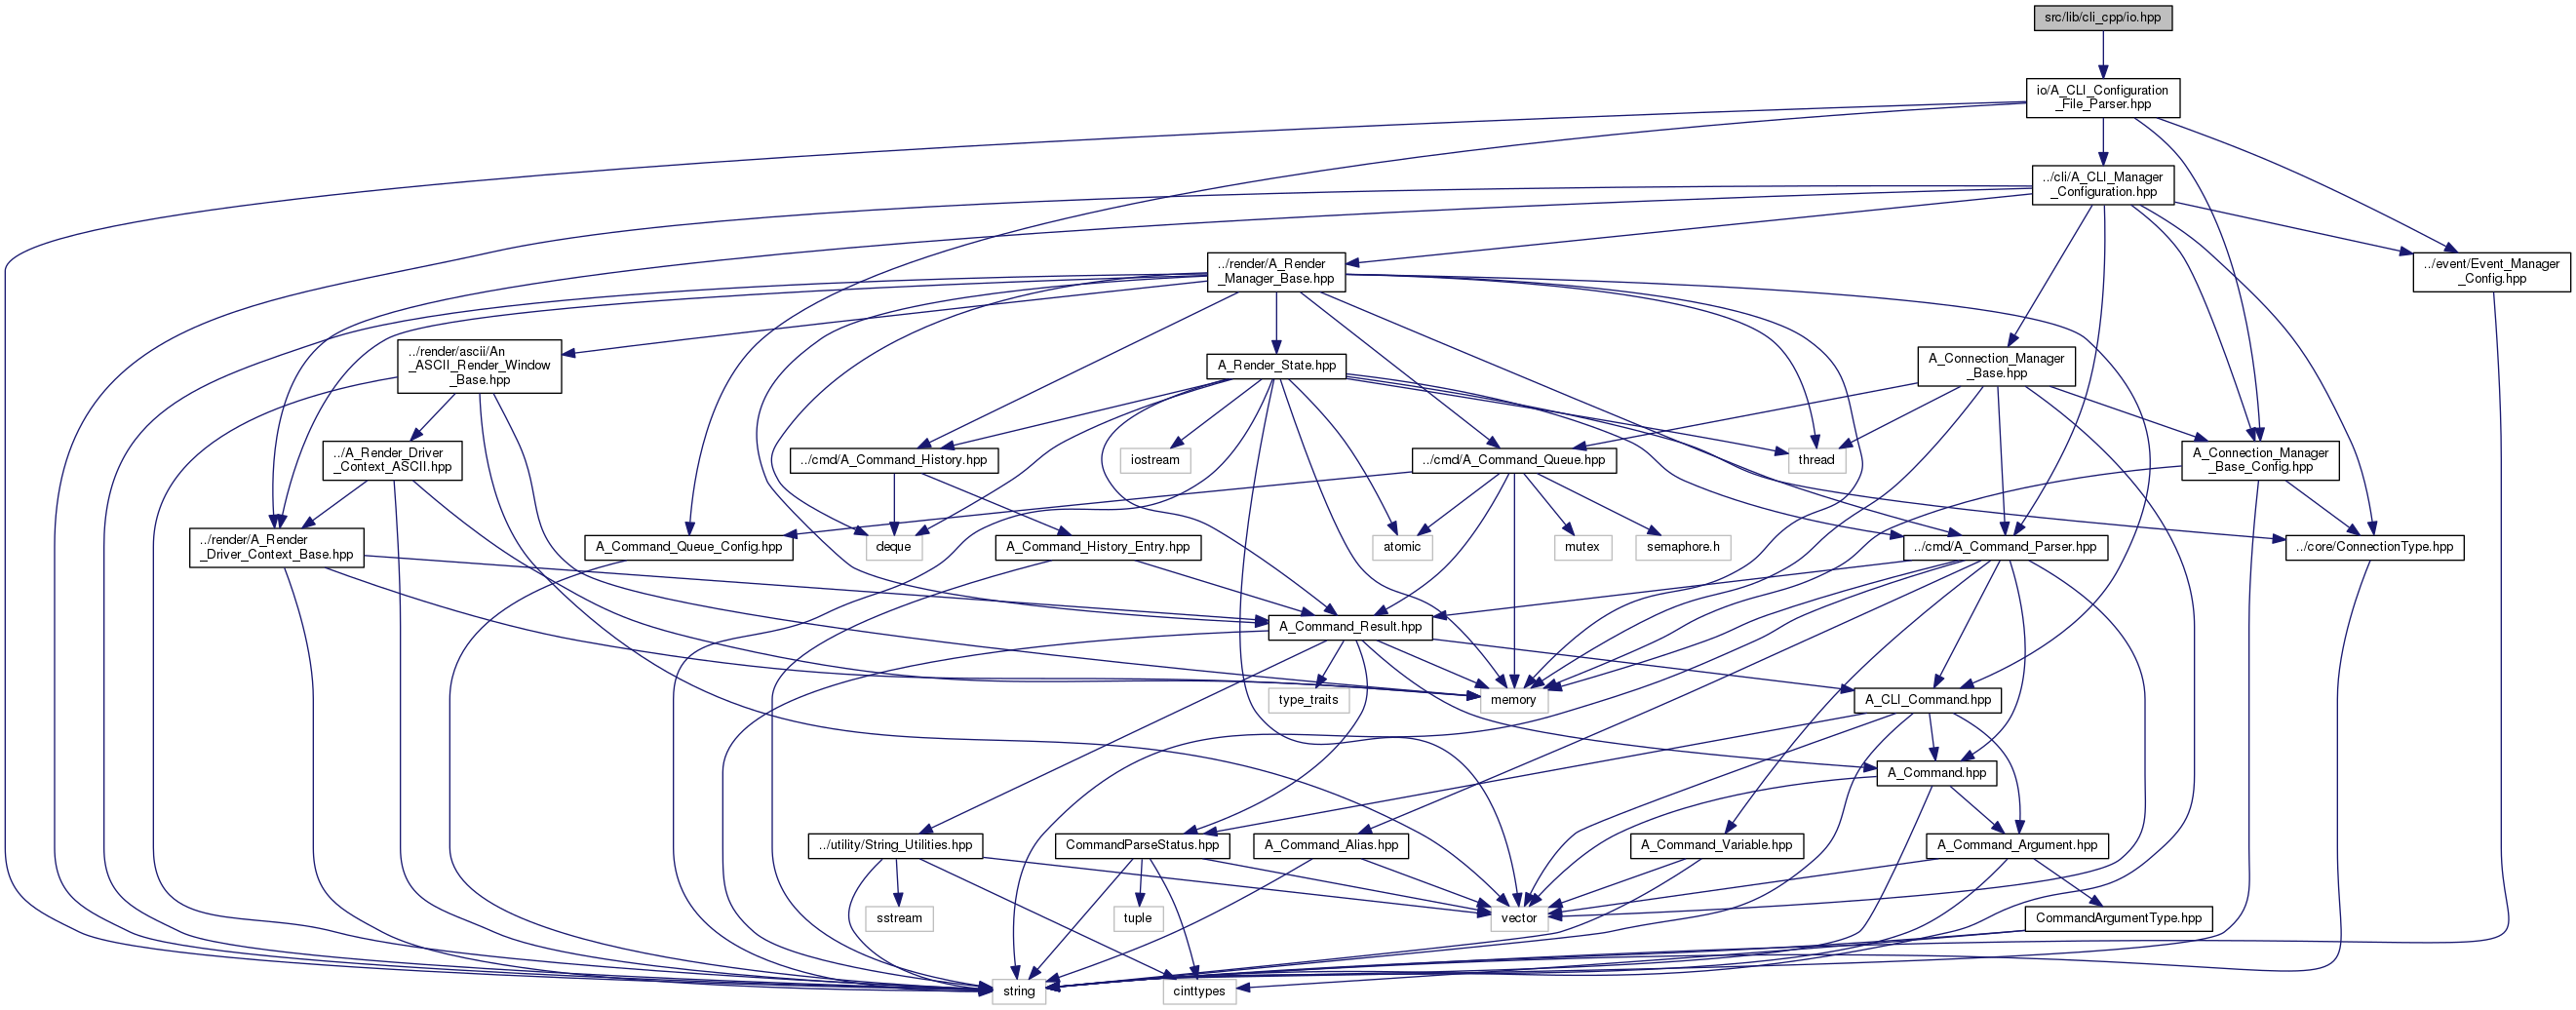 src/lib/cli_cpp/io.hpp
io/A_CLI_Configuration
_File_Parser.hpp
../cli/A_CLI_Manager
_Configuration.hpp
../render/A_Render
_Manager_Base.hpp
../event/Event_Manager
_Config.hpp
../render/ascii/An
_ASCII_Render_Window
_Base.hpp
A_Render_State.hpp
A_Connection_Manager
_Base.hpp
../A_Render_Driver
_Context_ASCII.hpp
../cmd/A_Command_History.hpp
iostream
../cmd/A_Command_Queue.hpp
thread
A_Connection_Manager
_Base_Config.hpp
../render/A_Render
_Driver_Context_Base.hpp
A_Command_Queue_Config.hpp
deque
A_Command_History_Entry.hpp
atomic
mutex
semaphore.h
../cmd/A_Command_Parser.hpp
../core/ConnectionType.hpp
A_Command_Result.hpp
type_traits
memory
A_CLI_Command.hpp
A_Command.hpp
../utility/String_Utilities.hpp
CommandParseStatus.hpp
A_Command_Alias.hpp
A_Command_Variable.hpp
A_Command_Argument.hpp
sstream
tuple
vector
CommandArgumentType.hpp
string
cinttypes